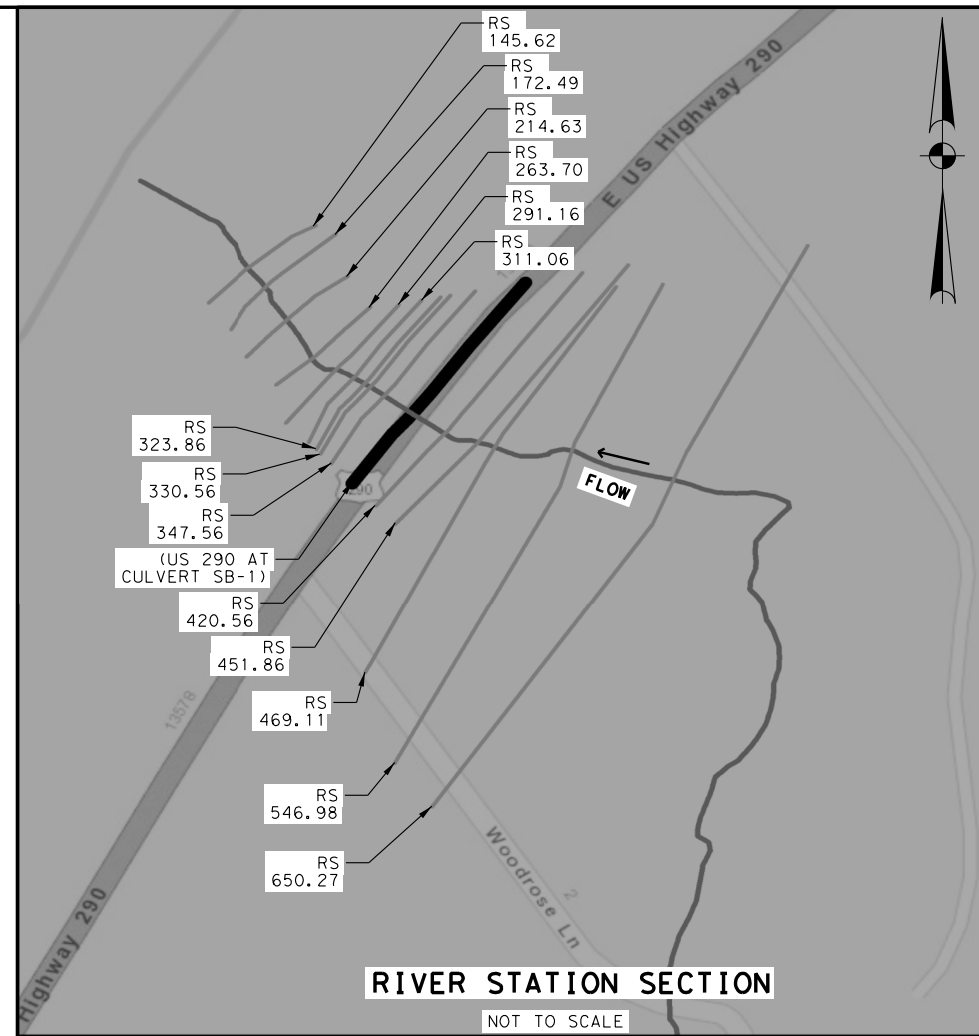 RS
145.62
RS
172.49
RS
214.63
RS
263.70
RS
291.16
RS
311.06
E US Highway 290
RS
323.86
RS
330.56
RS
347.56
290
(US 290 AT
CULVERT SB-1)
RS
420.56
RS
451.86
RS
469.11
RS
546.98
RS
650.27
FLOW
13578
Woodrose Ln
2
Highway 290
RIVER STATION SECTION
NOT TO SCALE